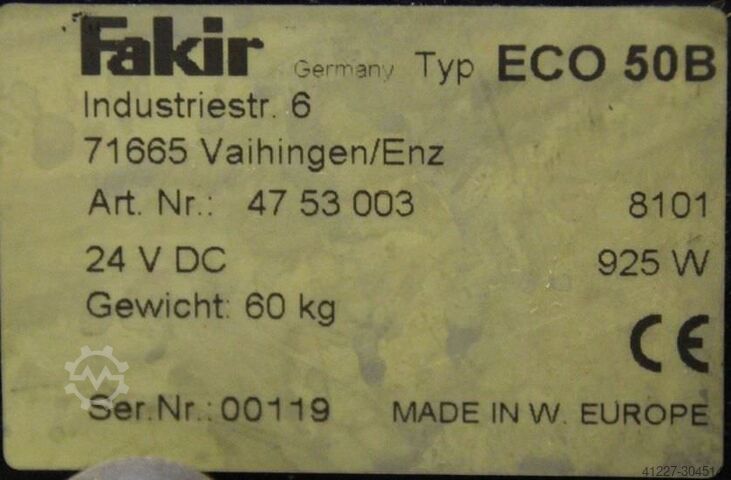 Fakir Germany Typ ECO 50B
Industriestr. 6
71665 Vaihingen/Enz
Art. Nr.: 47 53 003 8101
24 V DC 925 W
Gewicht: 60 kg
CE
Ser.Nr.: 00119 MADE IN W. EUROPE
41227-304514